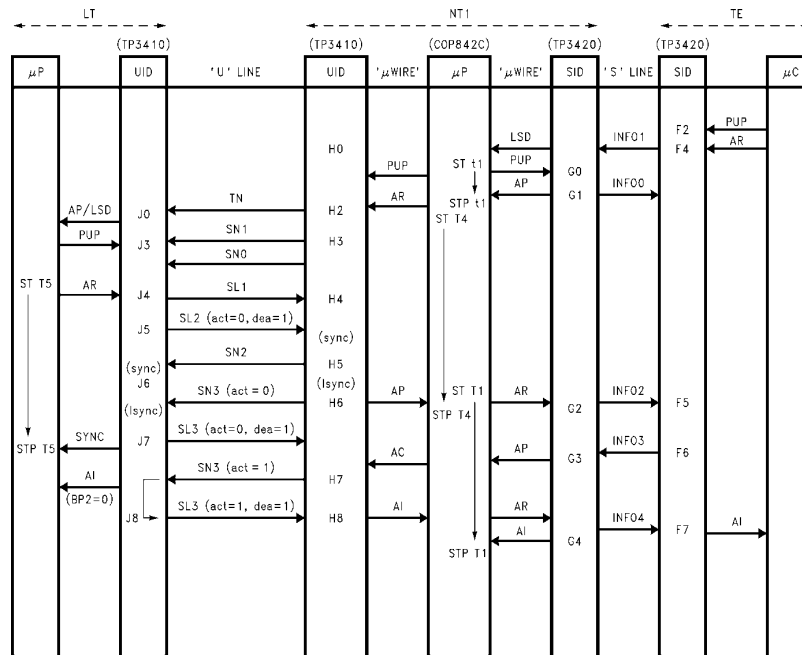 LT NT1 TE
(TP3410) (TP3410) (COP842C) (TP3420) (TP3420)
μP UID 'U' LINE UID 'μWIRE' μP 'μWIRE' SID 'S' LINE SID μC
F2 PUP
H0 LSD INFO1 F4 AR
PUP ST t1 PUP G0
AP G1 INFO0
TN H2 AR STP t1
AP/LSD J0 ST T4
PUP J3 SN1 H3
SN0
ST T5 AR J4 SL1 H4
J5 SL2 (act=0, dea=1)
(sync)
(sync) SN2 H5
J6 (lsync)
SN3 (act = 0) H6 AP ST T1 AR G2 INFO2 F5
(lsync) STP T4
J7 SL3 (act=0, dea=1)
STP T5 SYNC AC AP G3 INFO3 F6
AI SN3 (act = 1) H7
(BP2=0)
J8 SL3 (act=1, dea=1) H8 AI AR INFO4 F7 AI
STP T1 AI G4